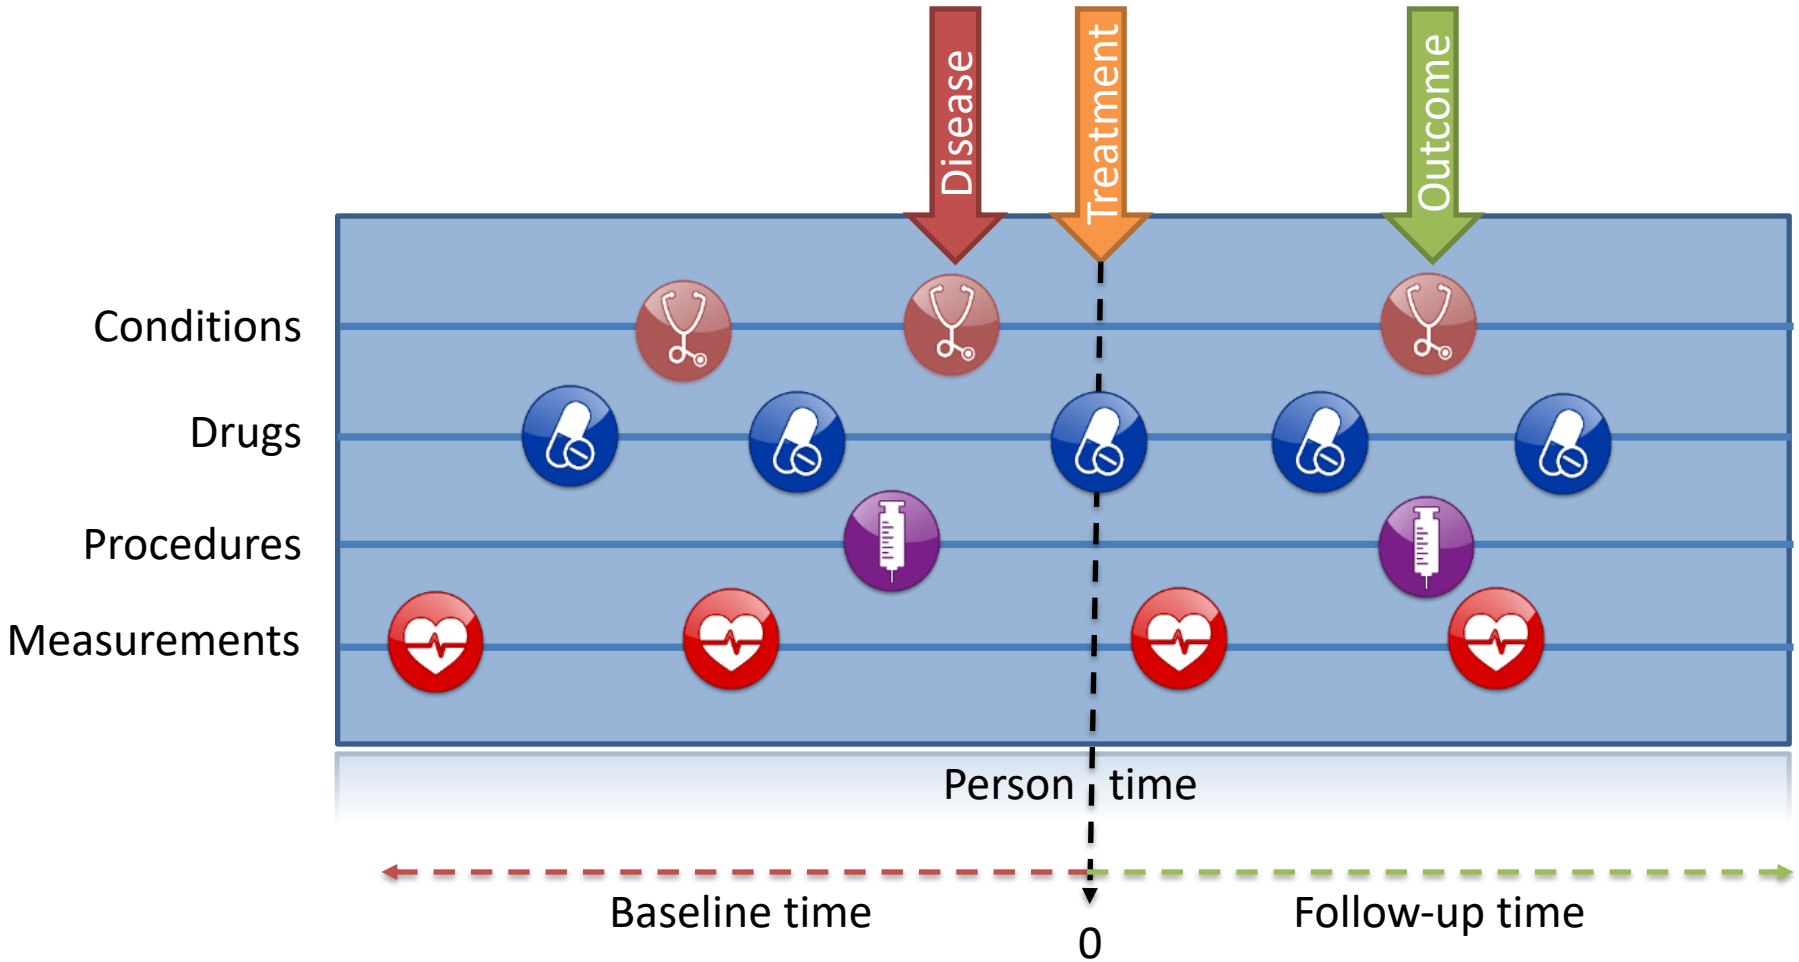 Disease
Treatment
Outcome
Conditions
Drugs
Procedures
Measurements
Person time
Baseline time
Follow-up time
0